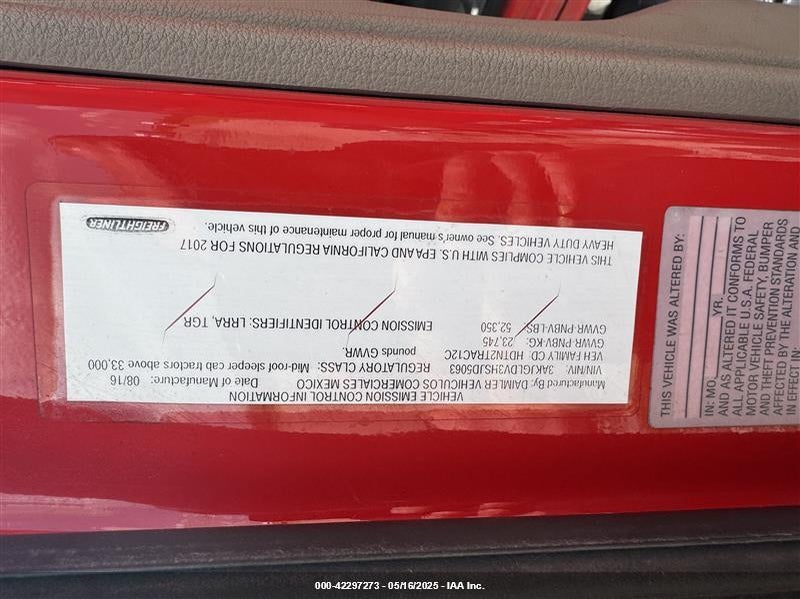 VEHICLE EMISSION CONTROL INFORMATION
Manufactured By: DAIMLER VEHICULOS COMERCIALES MEXICO Date of Manufacture: 08/16
VIN/NIV: 3AKJGLDV3HSJD5063 REGULATORY CLASS: Mid-roof sleeper cab tractors above 33,000
VEH FAMILY CD: HDTN2TRAC12C pounds GVWR
GVWR-PNBV-KG: 23,745
GVWR-PNBV-LBS: 52,350 EMISSION CONTROL IDENTIFIERS: LRRA, TGR
THIS VEHICLE COMPLIES WITH U.S. EPA AND CALIFORNIA REGULATIONS FOR 2017
HEAVY DUTY VEHICLES. See owner's manual for proper maintenance of this vehicle.
FREIGHTLINER
THIS VEHICLE WAS ALTERED BY:
IN: MO. YR.
AND AS ALTERED IT CONFORMS TO
ALL APPLICABLE U.S.A. FEDERAL
MOTOR VEHICLE SAFETY, BUMPER
AND THEFT PREVENTION STANDARDS
AFFECTED BY THE ALTERATION AND
IN EFFECT IN:
000-42297273 - 05/16/2025 - IAA Inc.